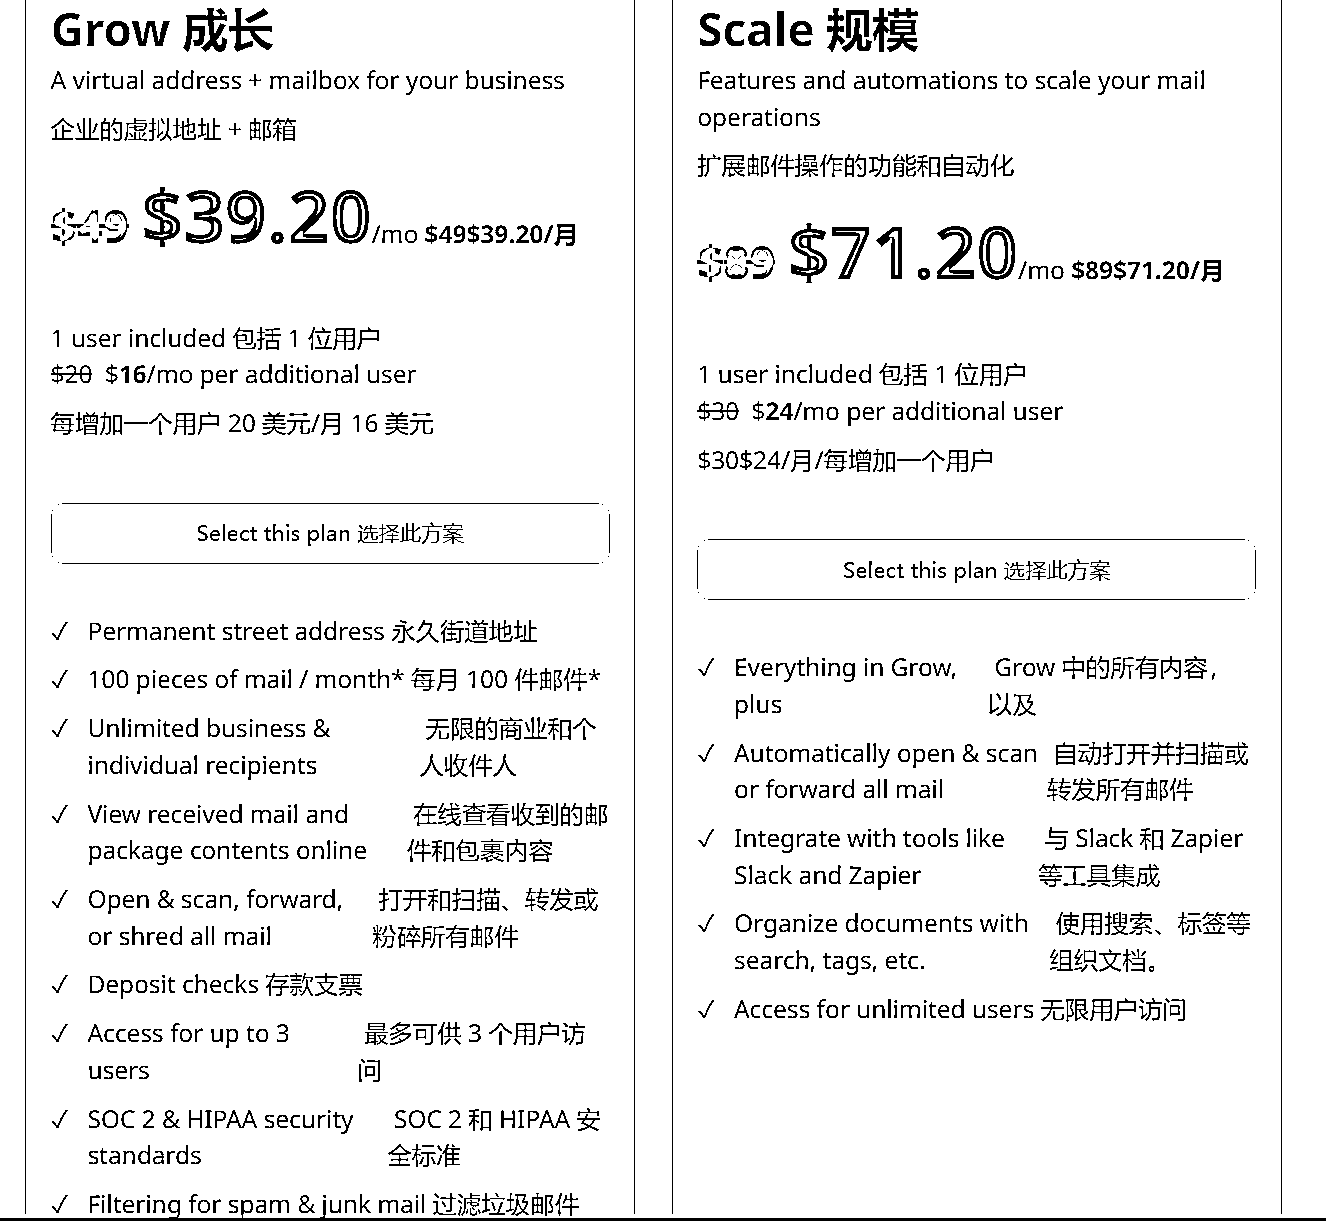 Grow 成长
A virtual address + mailbox for your business
企业的虚拟地址 + 邮箱
$49 $39.20/mo $49$39.20/月
1 user included 包括 1 位用户
$20 $16/mo per additional user
每增加一个用户 20 美元/月 16 美元
Select this plan 选择此方案
✓ Permanent street address 永久街道地址
✓ 100 pieces of mail / month* 每月 100 件邮件*
✓ Unlimited business & 无限的商业和个
individual recipients 人收件人
✓ View received mail and 在线查看收到的邮
package contents online 件和包裹内容
✓ Open & scan, forward, 打开和扫描、转发或
or shred all mail 粉碎所有邮件
✓ Deposit checks 存款支票
✓ Access for up to 3 最多可供 3 个用户访
users 问
✓ SOC 2 & HIPAA security SOC 2 和 HIPAA 安
standards 全标准
✓ Filtering for spam & junk mail 过滤垃圾邮件
Scale 规模
Features and automations to scale your mail
operations
扩展邮件操作的功能和自动化
$89 $71.20/mo $89$71.20/月
1 user included 包括 1 位用户
$30 $24/mo per additional user
$30$24/月/每增加一个用户
Select this plan 选择此方案
✓ Everything in Grow, Grow 中的所有内容，
plus 以及
✓ Automatically open & scan 自动打开并扫描或
or forward all mail 转发所有邮件
✓ Integrate with tools like 与 Slack 和 Zapier
Slack and Zapier 等工具集成
✓ Organize documents with 使用搜索、标签等
search, tags, etc. 组织文档。
✓ Access for unlimited users 无限用户访问